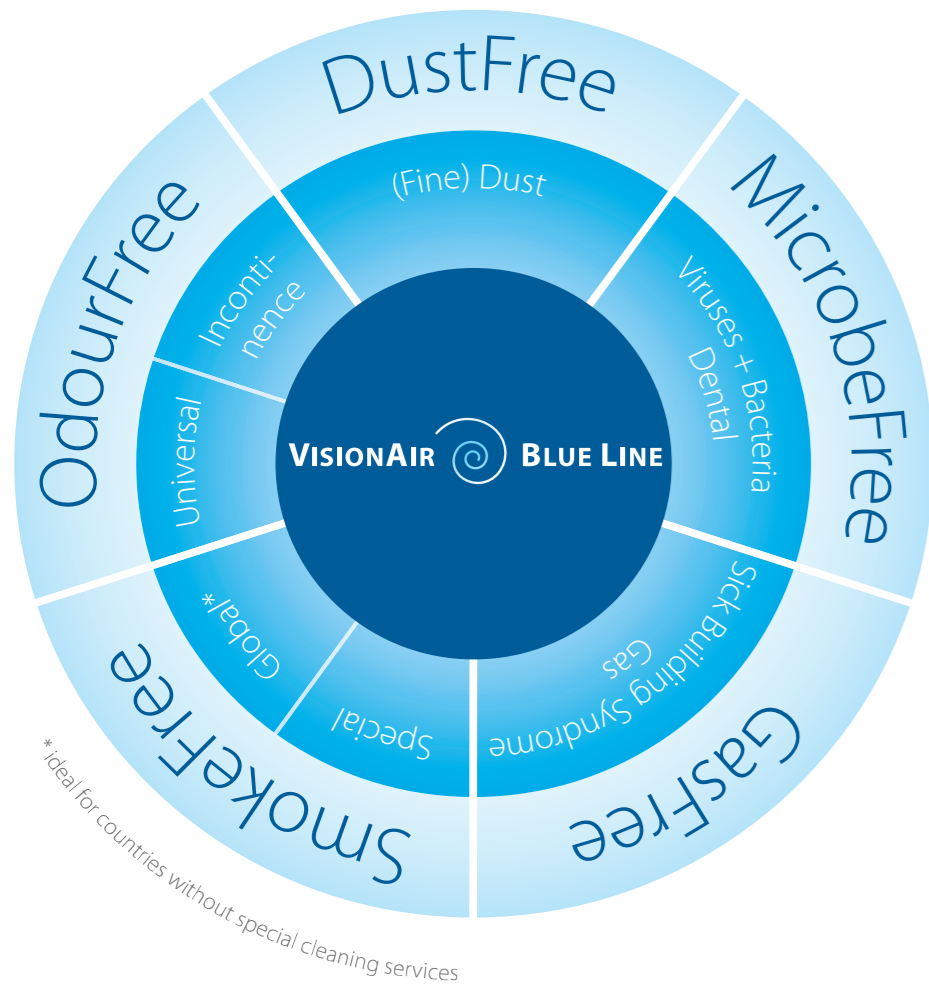 DustFree
(Fine) Dust
MicrobeFree
Viruses + Bacteria
Dental
GasFree
Sick Building Syndrome
Gas
SmokeFree
Special
Global*
OdourFree
Universal
Inconti-
nence
VISIONAIR BLUE LINE
* ideal for countries without special cleaning services